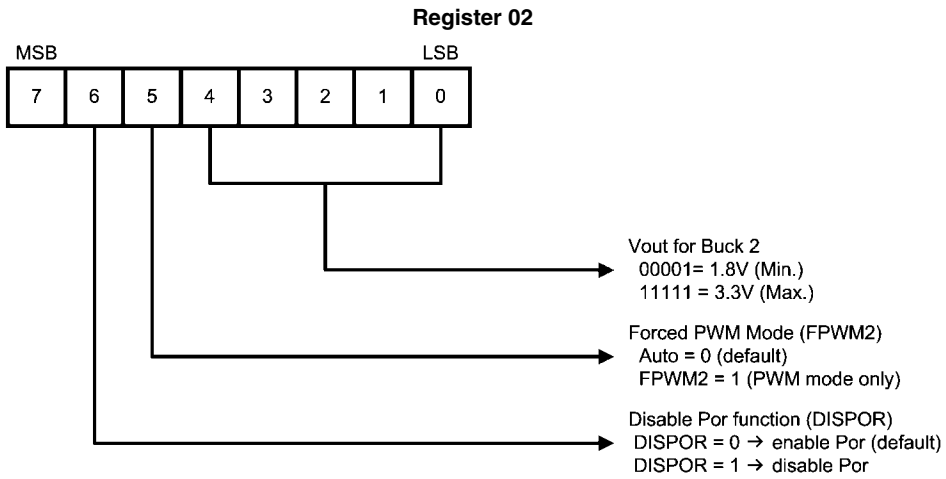 Register 02
MSB LSB
7 6 5 4 3 2 1 0
Vout for Buck 2
00001= 1.8V (Min.)
11111 = 3.3V (Max.)
Forced PWM Mode (FPWM2)
Auto = 0 (default)
FPWM2 = 1 (PWM mode only)
Disable Por function (DISPOR)
DISPOR = 0 → enable Por (default)
DISPOR = 1 → disable Por